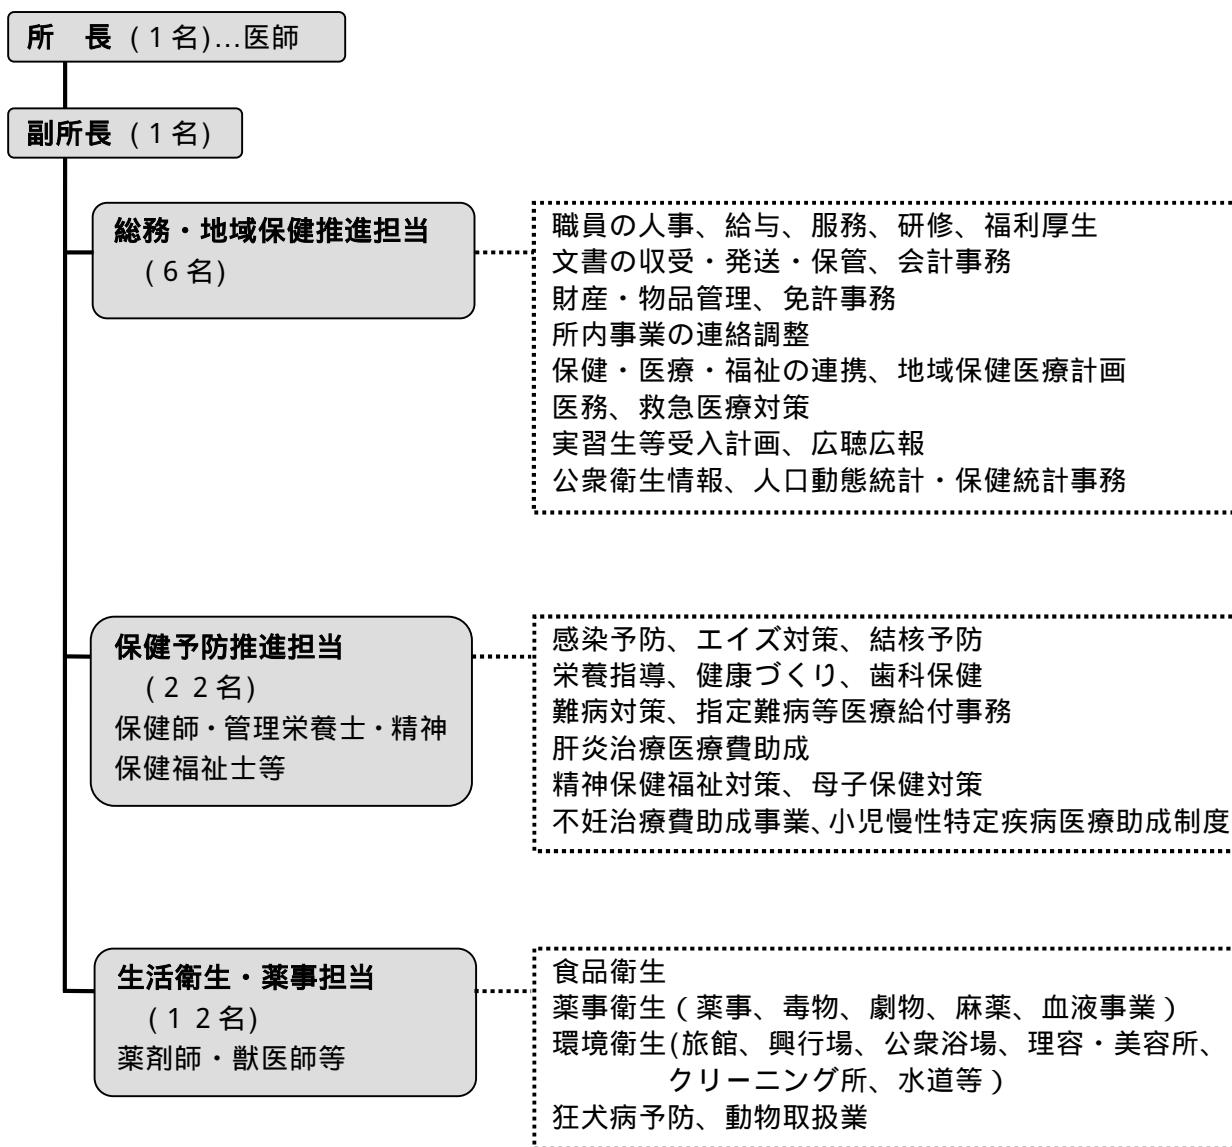 所　長 (1名)…医師
副所長 (1名)
総務・地域保健推進担当
(6名)
職員の人事、給与、服務、研修、福利厚生
文書の収受・発送・保管、会計事務
財産・物品管理、免許事務
所内事業の連絡調整
保健・医療・福祉の連携、地域保健医療計画
医務、救急医療対策
実習生等受入計画、広聴広報
公衆衛生情報、人口動態統計・保健統計事務
保健予防推進担当
(22名)
保健師・管理栄養士・精神
保健福祉士等
感染予防、エイズ対策、結核予防
栄養指導、健康づくり、歯科保健
難病対策、指定難病等医療給付事務
肝炎治療医療費助成
精神保健福祉対策、母子保健対策
不妊治療費助成事業、小児慢性特定疾病医療助成制度
生活衛生・薬事担当
(12名)
薬剤師・獣医師等
食品衛生
薬事衛生（薬事、毒物、劇物、麻薬、血液事業）
環境衛生(旅館、興行場、公衆浴場、理容・美容所、
クリーニング所、水道等）
狂犬病予防、動物取扱業